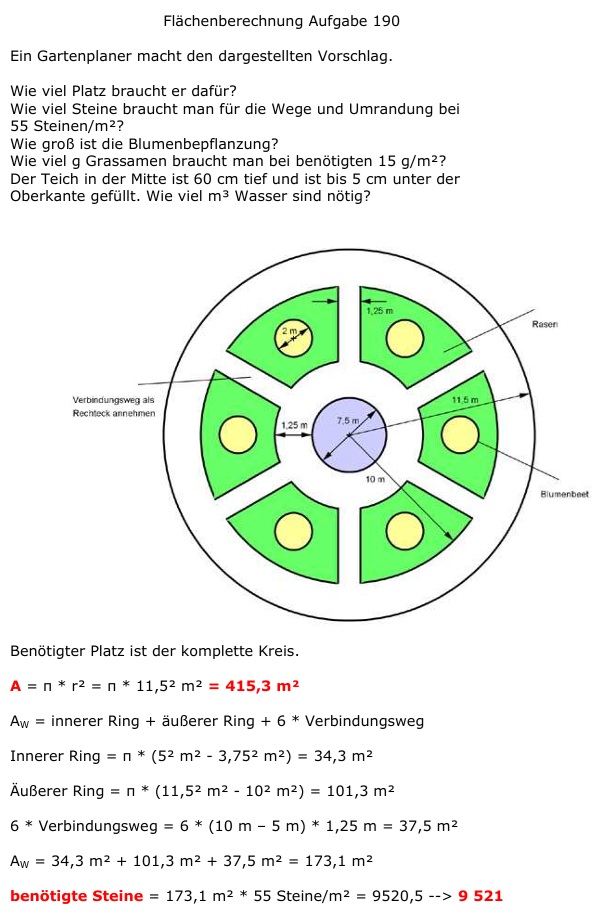 Flächenberechnung Aufgabe 190
Ein Gartenplaner macht den dargestellten Vorschlag.
Wie viel Platz braucht er dafür?
Wie viel Steine braucht man für die Wege und Umrandung bei
55 Steinen/m²?
Wie groß ist die Blumenbepflanzung?
Wie viel g Grassamen braucht man bei benötigten 15 g/m²?
Der Teich in der Mitte ist 60 cm tief und ist bis 5 cm unter der
Oberkante gefüllt. Wie viel m³ Wasser sind nötig?
1,25 m
Rasen
2 m
Verbindungsweg als
Rechteck annehmen
11,5 m
1,25 m
7,5 m
10 m
Blumenbeet
Benötigter Platz ist der komplette Kreis.
A = π * r² = π * 11,5² m² = 415,3 m²
A_W = innerer Ring + äußerer Ring + 6 * Verbindungsweg
Innerer Ring = π * (5² m² - 3,75² m²) = 34,3 m²
Äußerer Ring = π * (11,5² m² - 10² m²) = 101,3 m²
6 * Verbindungsweg = 6 * (10 m – 5 m) * 1,25 m = 37,5 m²
A_W = 34,3 m² + 101,3 m² + 37,5 m² = 173,1 m²
benötigte Steine = 173,1 m² * 55 Steine/m² = 9520,5 --> 9 521